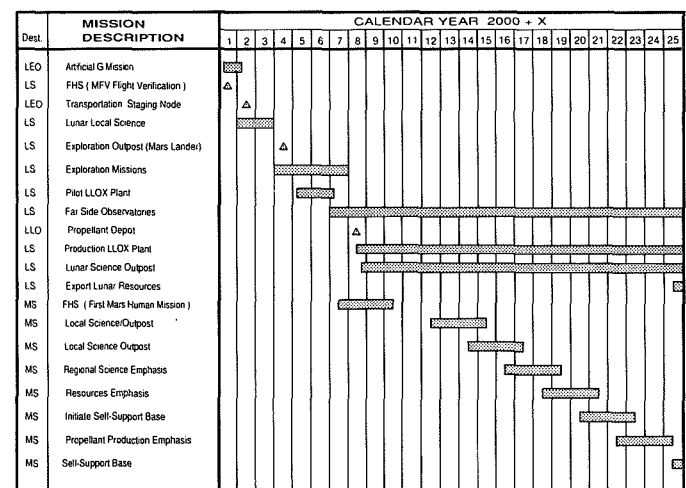 MISSION
DESCRIPTION
CALENDAR YEAR 2000 + X
Dest.
1 2 3 4 5 6 7 8 9 10 11 12 13 14 15 16 17 18 19 20 21 22 23 24 25
LEO Artificial G Mission
LS FHS ( MFV Flight Verification )
LEO Transportation Staging Node
LS Lunar Local Science
LS Exploration Outpost (Mars Lander)
LS Exploration Missions
LS Pilot LLOX Plant
LS Far Side Observatories
LLO Propellant Depot
LS Production LLOX Plant
LS Lunar Science Outpost
LS Export Lunar Resources
MS FHS ( First Mars Human Mission )
MS Local Science/Outpost
MS Local Science Outpost
MS Regional Science Emphasis
MS Resources Emphasis
MS Initiate Self-Support Base
MS Propellant Production Emphasis
MS Self-Support Base